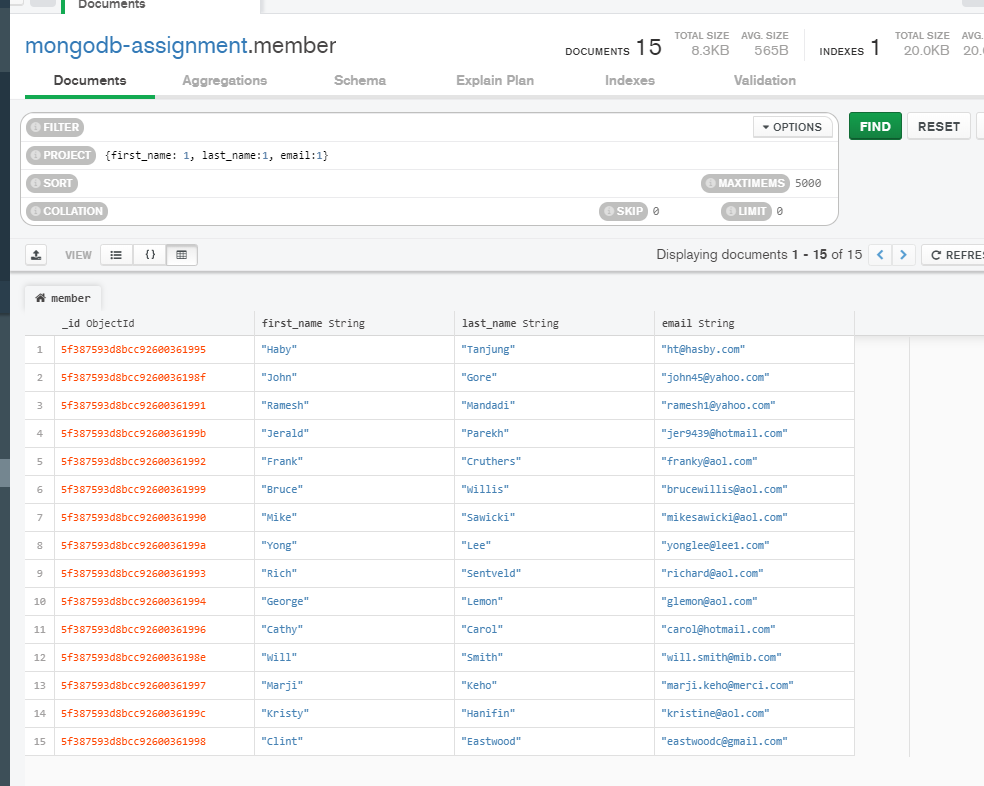 Documents
mongodb-assignment.member
DOCUMENTS 15 TOTAL SIZE 8.3KB AVG. SIZE 565B INDEXES 1 TOTAL SIZE 20.0KB AVG. 20.0
Documents Aggregations Schema Explain Plan Indexes Validation
FILTER OPTIONS FIND RESET
PROJECT {first_name: 1, last_name:1, email:1}
SORT MAXTIMEMS 5000
COLLATION SKIP 0 LIMIT 0
VIEW {} Displaying documents 1 - 15 of 15 < > REFRE
member
_id ObjectId first_name String last_name String email String
1 5f387593d8bcc92600361995 "Haby" "Tanjung" "ht@hasby.com"
2 5f387593d8bcc9260036198f "John" "Gore" "john45@yahoo.com"
3 5f387593d8bcc92600361991 "Ramesh" "Mandadi" "ramesh1@yahoo.com"
4 5f387593d8bcc9260036199b "Jerald" "Parekh" "jer9439@hotmail.com"
5 5f387593d8bcc92600361992 "Frank" "Cruthers" "franky@aol.com"
6 5f387593d8bcc92600361999 "Bruce" "Willis" "brucewillis@aol.com"
7 5f387593d8bcc92600361990 "Mike" "Sawicki" "mikesawicki@aol.com"
8 5f387593d8bcc9260036199a "Yong" "Lee" "yonglee@lee1.com"
9 5f387593d8bcc92600361993 "Rich" "Sentveld" "richard@aol.com"
10 5f387593d8bcc92600361994 "George" "Lemon" "glemon@aol.com"
11 5f387593d8bcc92600361996 "Cathy" "Carol" "carol@hotmail.com"
12 5f387593d8bcc9260036198e "Will" "Smith" "will.smith@mib.com"
13 5f387593d8bcc92600361997 "Marji" "Keho" "marji.keho@merci.com"
14 5f387593d8bcc9260036199c "Kristy" "Hanifin" "kristine@aol.com"
15 5f387593d8bcc92600361998 "Clint" "Eastwood" "eastwoodc@gmail.com"